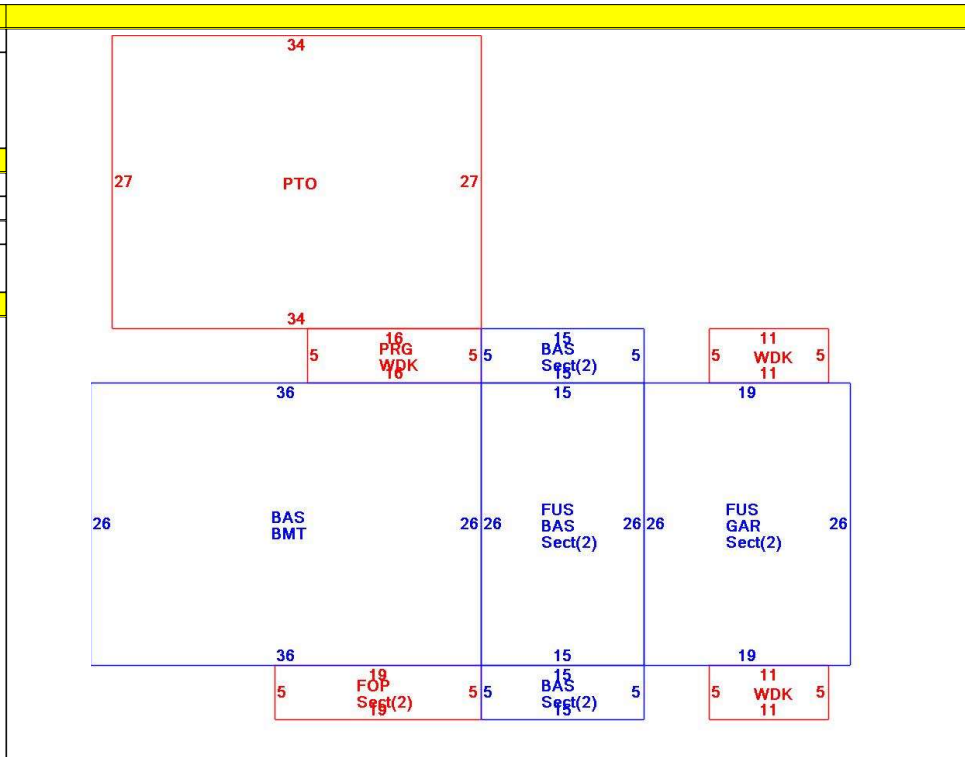 34
27 PTO 27
34
16
5 PRG 5
WDK
16
15
5 BAS 5
Sect(2)
15
11
5 WDK 5
11
36
26 BAS 26
BMT
36
15
26 FUS 26
BAS
Sect(2)
15
19
26 FUS 26
GAR
Sect(2)
19
19
5 FOP 5
Sect(2)
19
15
5 BAS 5
Sect(2)
15
11
5 WDK 5
11